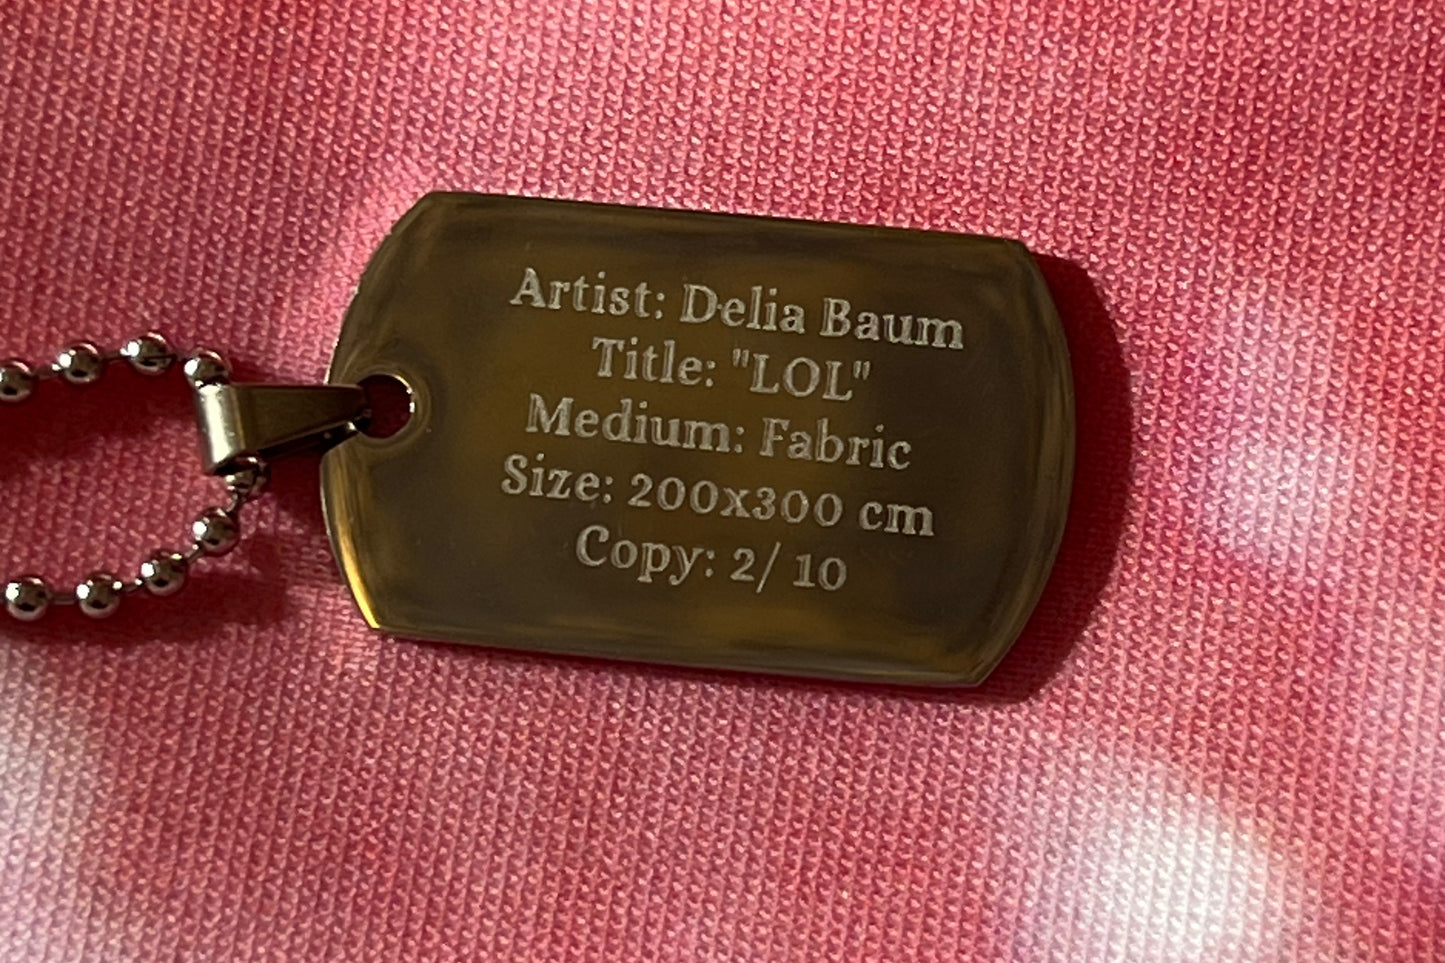 Artist: Delia Baum
Title: "LOL"
Medium: Fabric
Size: 200x300 cm
Copy: 2/ 10